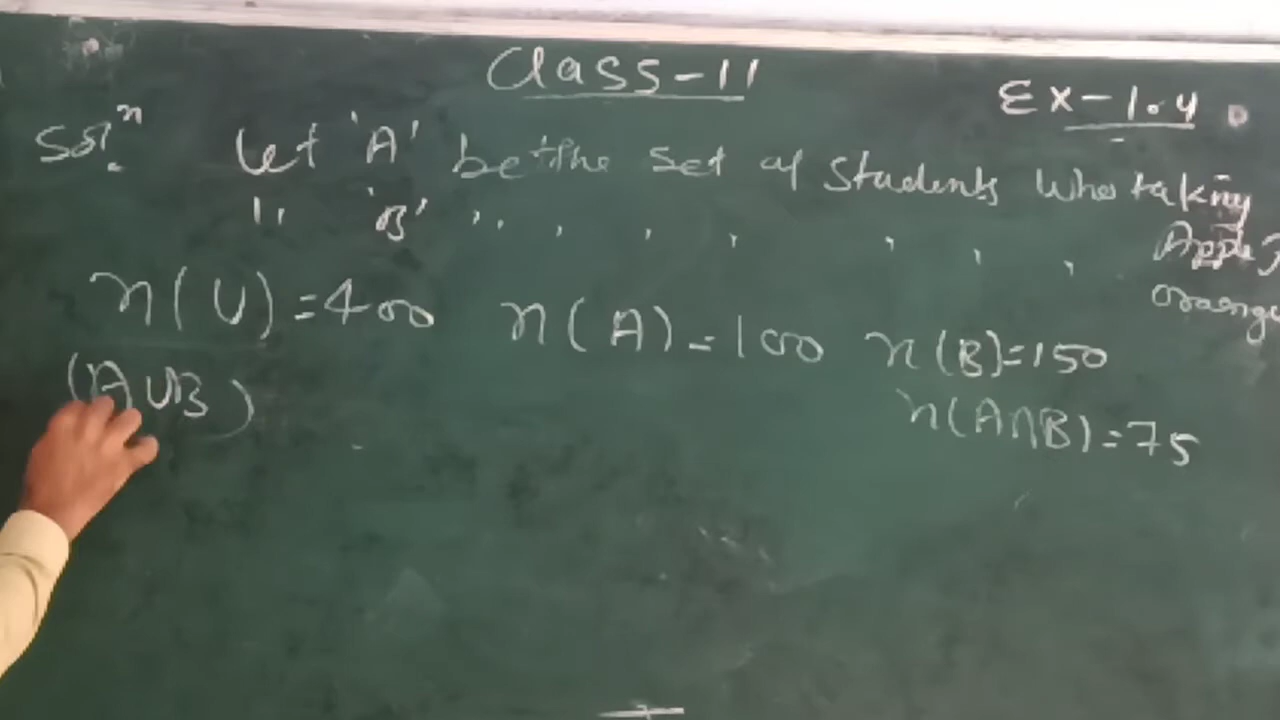 Class-11
Ex-1.4
Solⁿ. Let 'A' be the set of students who taking Apple
,, 'B' ,, , , , , , , orange
n(U)=400 n(A)=100 n(B)=150
(AUB) n(A∩B)=75